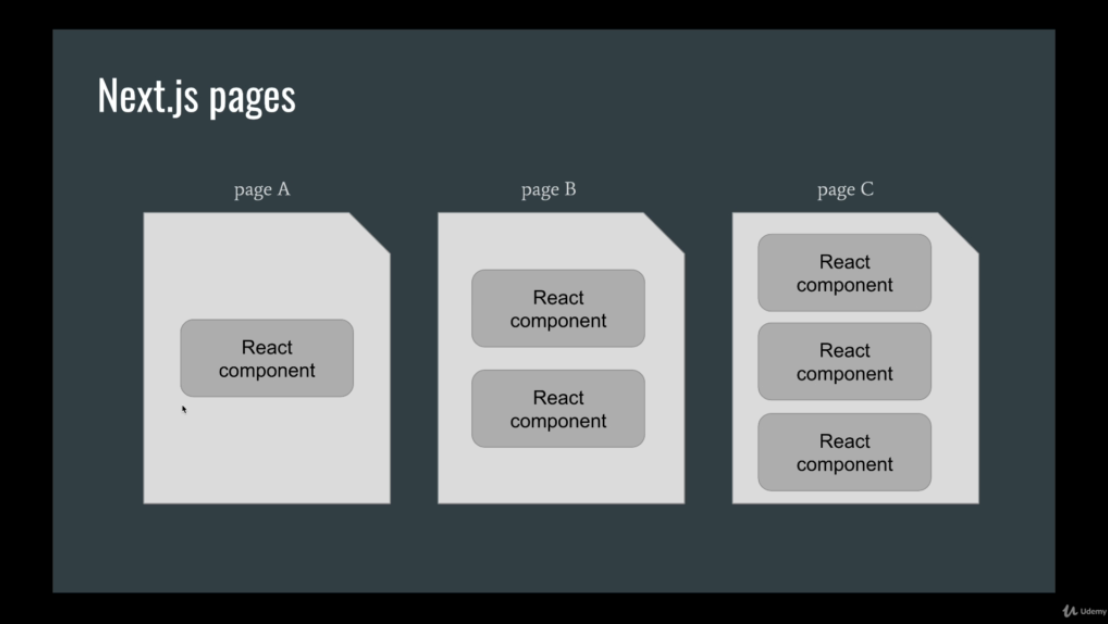 Next.js pages
page A
page B
page C
React
component
React
component
React
component
React
component
React
component
React
component
Udemy